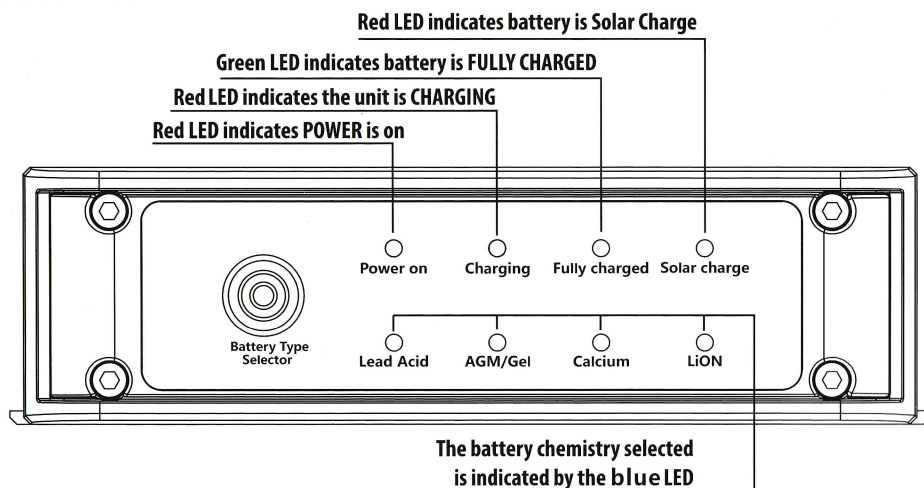 Red LED indicates battery is Solar Charge
Green LED indicates battery is FULLY CHARGED
Red LED indicates the unit is CHARGING
Red LED indicates POWER is on
Power on
Charging
Fully charged
Solar charge
Battery Type
Selector
Lead Acid
AGM/Gel
Calcium
LiON
The battery chemistry selected
is indicated by the blue LED